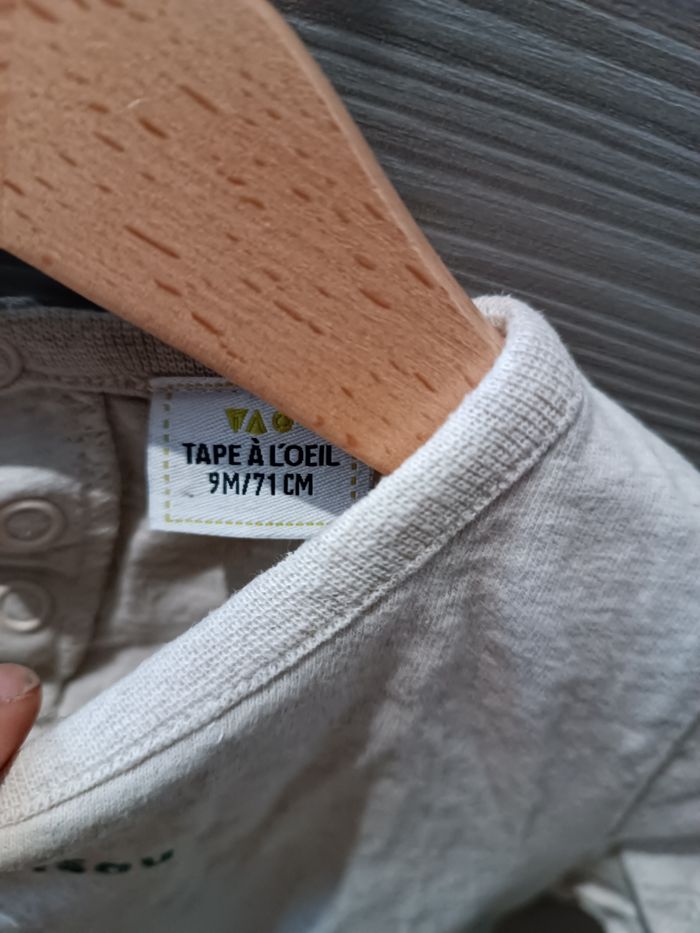 TAPE À L'OEIL
9M/71 CM